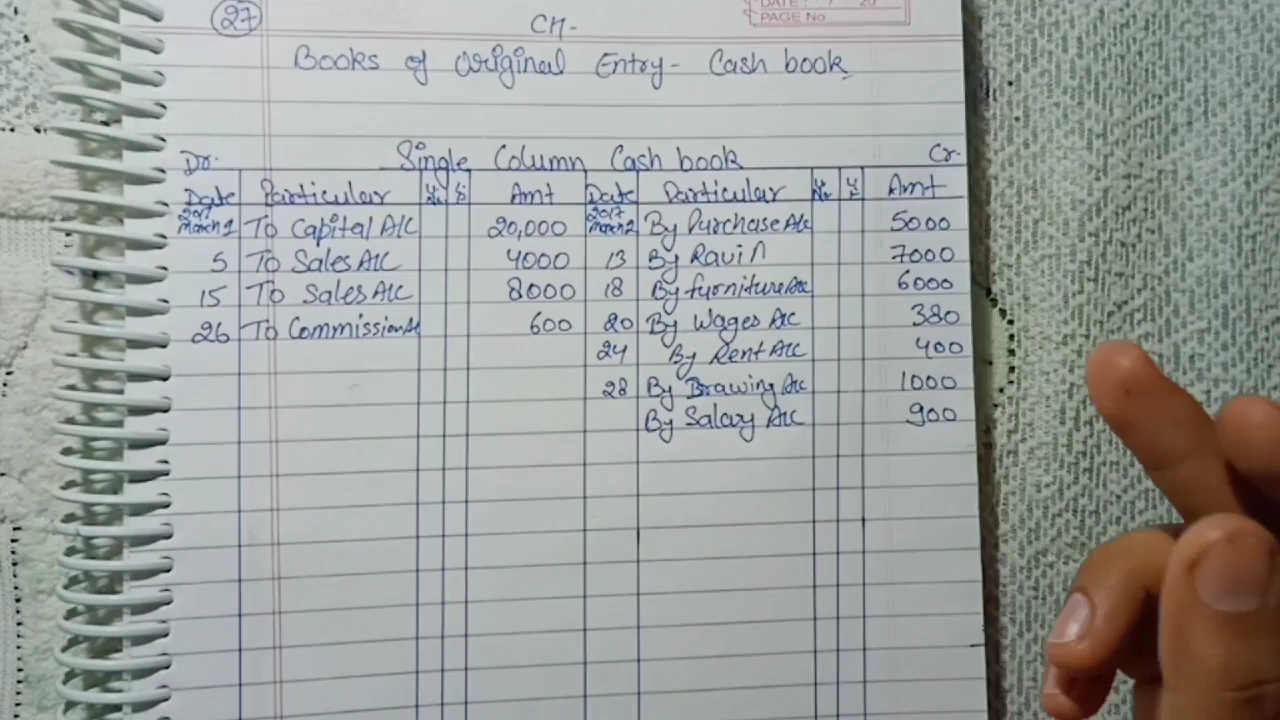 27
CH-
DATE: / 20
PAGE No
Books of Original Entry - Cash book
Dr. Single Column Cash book Cr.
Date Particular Amt Date Particular Amt
2017 March 1 To Capital A/C 20,000 2017 March 2 By Purchase A/c 5000
5 To Sales A/C 4000 13 By Ravi 7000
15 To Sales A/C 8000 18 By furniture A/c 6000
26 To Commission A/c 600 20 By Wages A/C 380
24 By Rent A/C 400
28 By Drawing A/c 1000
By Salary A/C 900